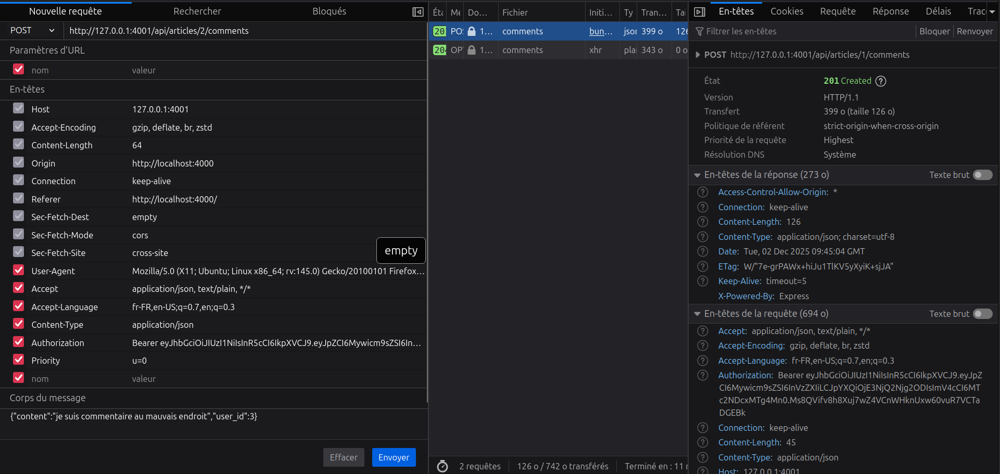 Nouvelle requête
Rechercher
Bloqués
POST
http://127.0.0.1:4001/api/articles/2/comments
Paramètres d’URL
nom valeur
En-têtes
Host 127.0.0.1:4001
Accept-Encoding gzip, deflate, br, zstd
Content-Length 64
Origin http://localhost:4000
Connection keep-alive
Referer http://localhost:4000/
Sec-Fetch-Dest empty
Sec-Fetch-Mode cors
Sec-Fetch-Site cross-site
empty
User-Agent Mozilla/5.0 (X11; Ubuntu; Linux x86_64; rv:145.0) Gecko/20100101 Firefox…
Accept application/json, text/plain, */*
Accept-Language fr-FR,en-US;q=0.7,en;q=0.3
Content-Type application/json
Authorization Bearer eyJhbGciOiJIUzI1NiIsInR5cCI6IkpXVCJ9.eyJpZCI6Mywicm9sZSI6In…
Priority u=0
nom valeur
Corps du message
{"content":"je suis commentaire au mauvais endroit","user_id":3}
Effacer
Envoyer
Éta Mé Do… Fichier Initi… Ty Tran… Tai
20 PO 1… comments bun… jsor 399 o 126
204 OP 1… comments xhr plai 343 o 0 o
2 requêtes
126 o / 742 o transférés
Terminé en : 11
En-têtes
Cookies
Requête
Réponse
Délais
Trac
Filtrer les en-têtes
Bloquer
Renvoyer
POST http://127.0.0.1:4001/api/articles/1/comments
État 201 Created
Version HTTP/1.1
Transfert 399 o (taille 126 o)
Politique de référent strict-origin-when-cross-origin
Priorité de la requête Highest
Résolution DNS Système
En-têtes de la réponse (273 o) Texte brut
Access-Control-Allow-Origin: *
Connection: keep-alive
Content-Length: 126
Content-Type: application/json; charset=utf-8
Date: Tue, 02 Dec 2025 09:45:04 GMT
ETag: W/"7e-grPAWx+hiJu1TlKV5yXyiK+sjJA"
Keep-Alive: timeout=5
X-Powered-By: Express
En-têtes de la requête (694 o) Texte brut
Accept: application/json, text/plain, */*
Accept-Encoding: gzip, deflate, br, zstd
Accept-Language: fr-FR,en-US;q=0.7,en;q=0.3
Authorization: Bearer eyJhbGciOiJIUzI1NiIsInR5cCI6IkpXVCJ9.eyJpZ
CI6Mywicm9sZSI6InVzZXIiLCJpYXQiOjE3NjQ2Njg2ODIsImV4cCI6MT
c2NDcxMTg4Mn0.Ms8QVifv8h8Xuj7wZ4VCnWHknUxw60vuR7VCTa
DGEBk
Connection: keep-alive
Content-Length: 45
Content-Type: application/json
Host: 127.0.0.1:4001